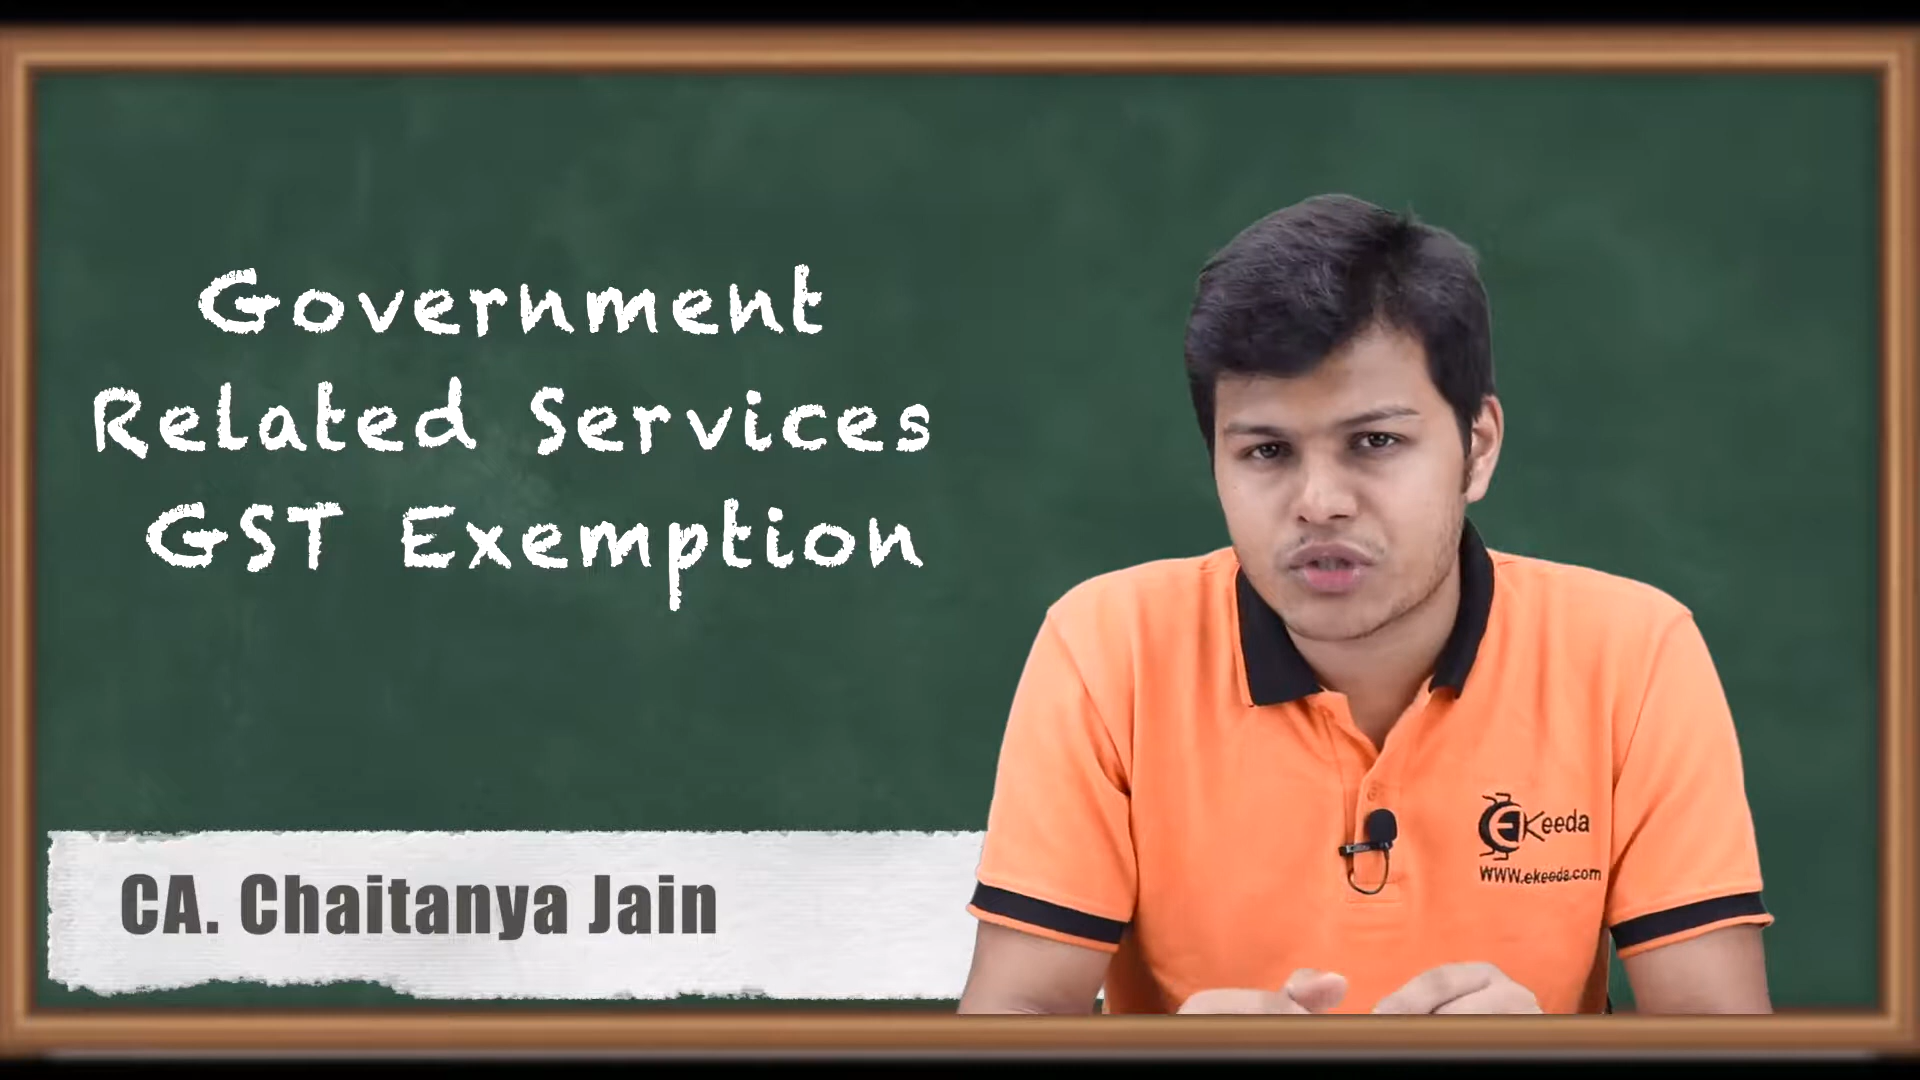 Government
Related Services
GST Exemption
CA. Chaitanya Jain
EKeeda
WWW.ekeeda.com